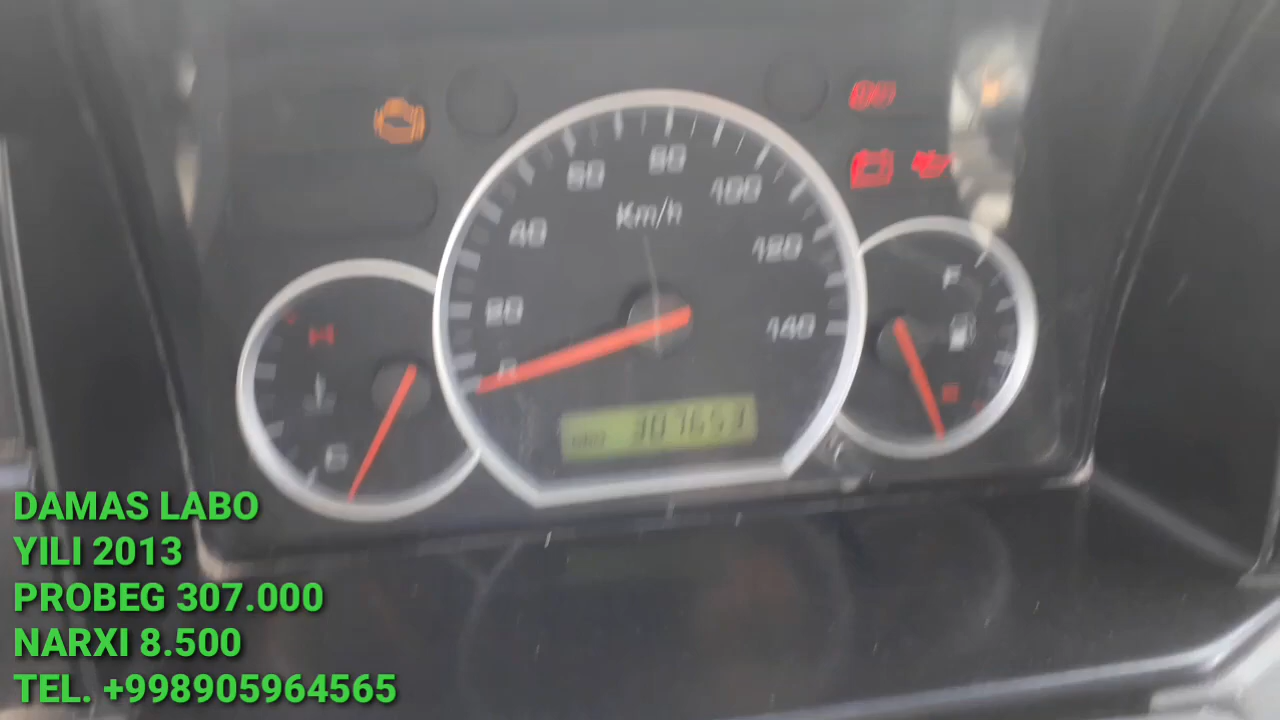 60
80
100
Km/h
40
120
20
F
140
307653
DAMAS LABO
YILI 2013
PROBEG 307.000
NARXI 8.500
TEL. +998905964565